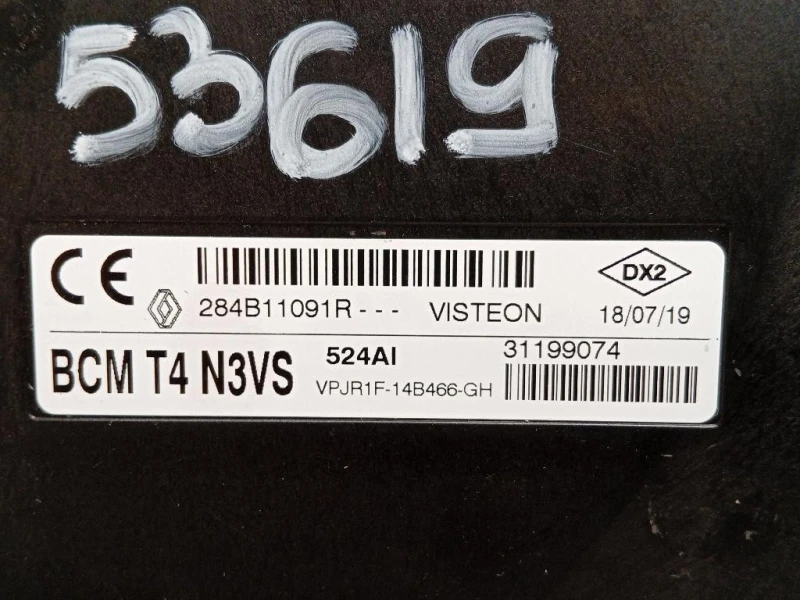 53619
CE
284B11091R--- VISTEON
DX2
18/07/19
BCM T4 N3VS
524AI
VPJR1F-14B466-GH
31199074